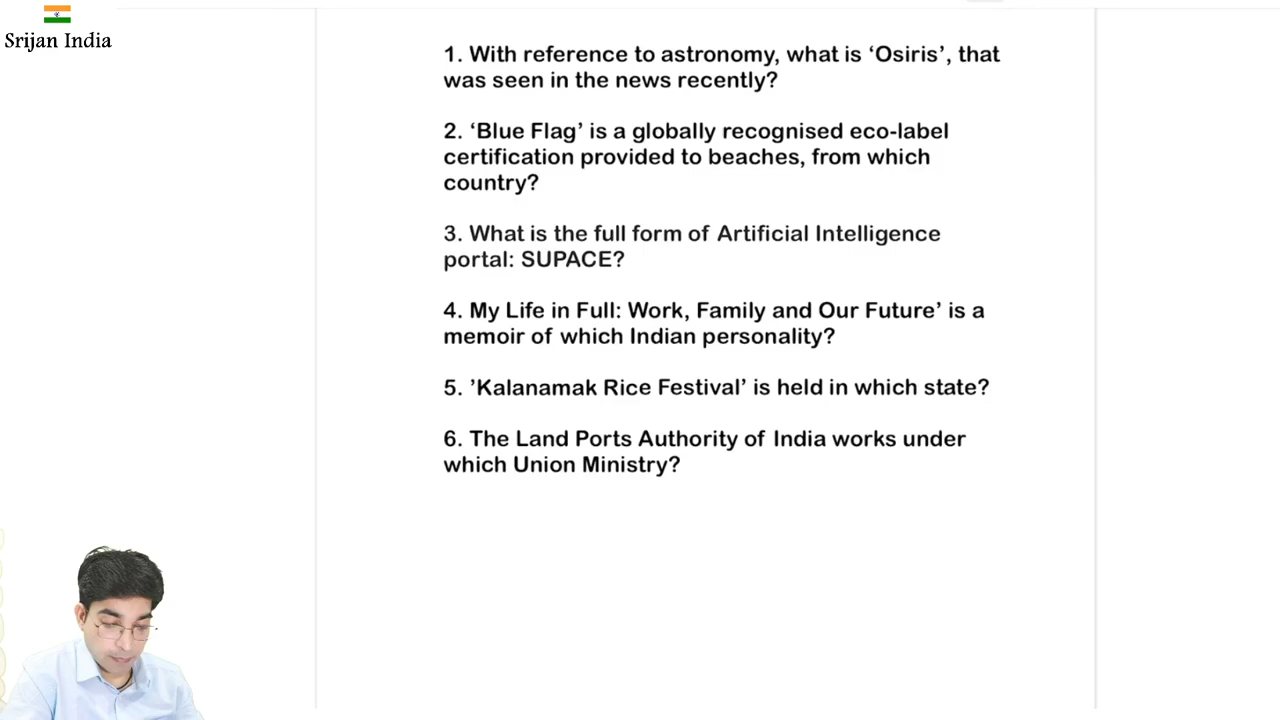 Srijan India
1. With reference to astronomy, what is ‘Osiris’, that
was seen in the news recently?
2. ‘Blue Flag’ is a globally recognised eco-label
certification provided to beaches, from which
country?
3. What is the full form of Artificial Intelligence
portal: SUPACE?
4. My Life in Full: Work, Family and Our Future’ is a
memoir of which Indian personality?
5. ’Kalanamak Rice Festival’ is held in which state?
6. The Land Ports Authority of India works under
which Union Ministry?